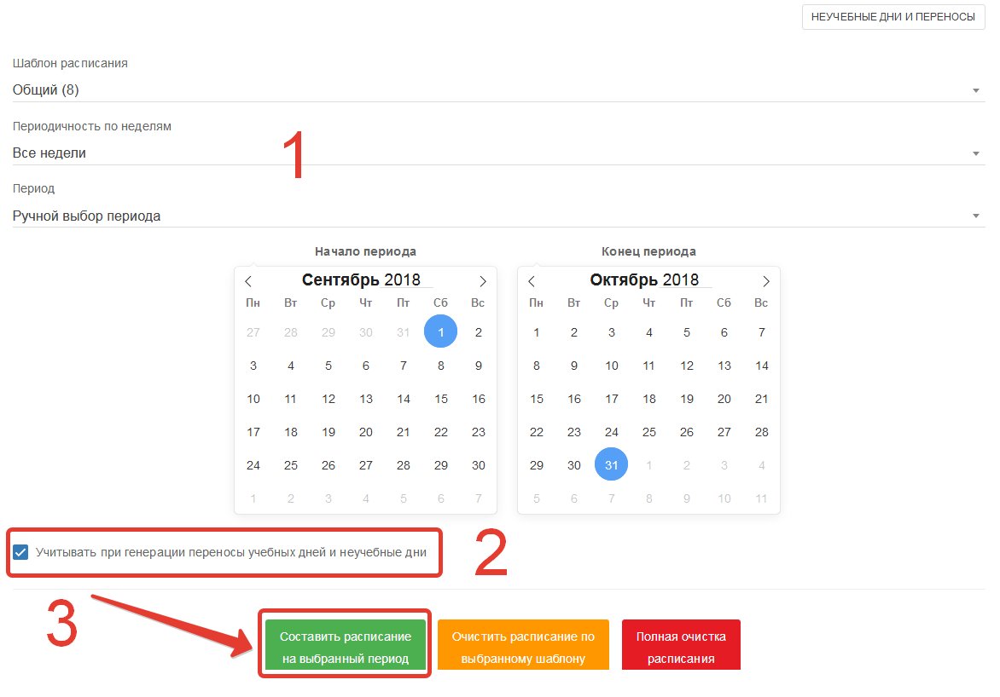 НЕУЧЕБНЫЕ ДНИ И ПЕРЕНОСЫ
Шаблон расписания
Общий (8)
Периодичность по неделям
Все недели
1
Период
Ручной выбор периода
Начало периода
Сентябрь 2018
Пн Вт Ср Чт Пт Сб Вс
27 28 29 30 31 1 2
3 4 5 6 7 8 9
10 11 12 13 14 15 16
17 18 19 20 21 22 23
24 25 26 27 28 29 30
1 2 3 4 5 6 7
Конец периода
Октябрь 2018
Пн Вт Ср Чт Пт Сб Вс
1 2 3 4 5 6 7
8 9 10 11 12 13 14
15 16 17 18 19 20 21
22 23 24 25 26 27 28
29 30 31 1 2 3 4
5 6 7 8 9 10 11
Учитывать при генерации переносы учебных дней и неучебные дни
2
3
Составить расписание
на выбранный период
Очистить расписание по
выбранному шаблону
Полная очистка
расписания